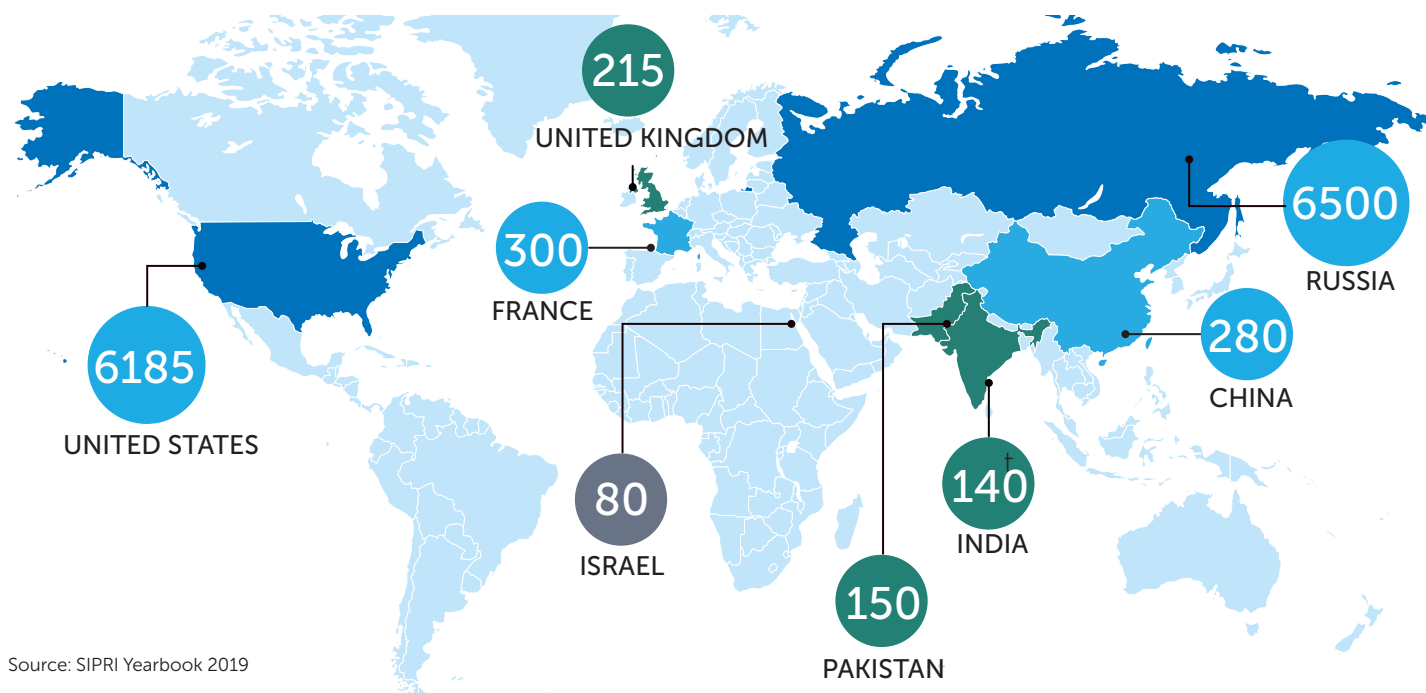 215
UNITED KINGDOM
6500
RUSSIA
300
FRANCE
280
CHINA
6185
UNITED STATES
80
ISRAEL
†
140
INDIA
150
PAKISTAN
Source: SIPRI Yearbook 2019